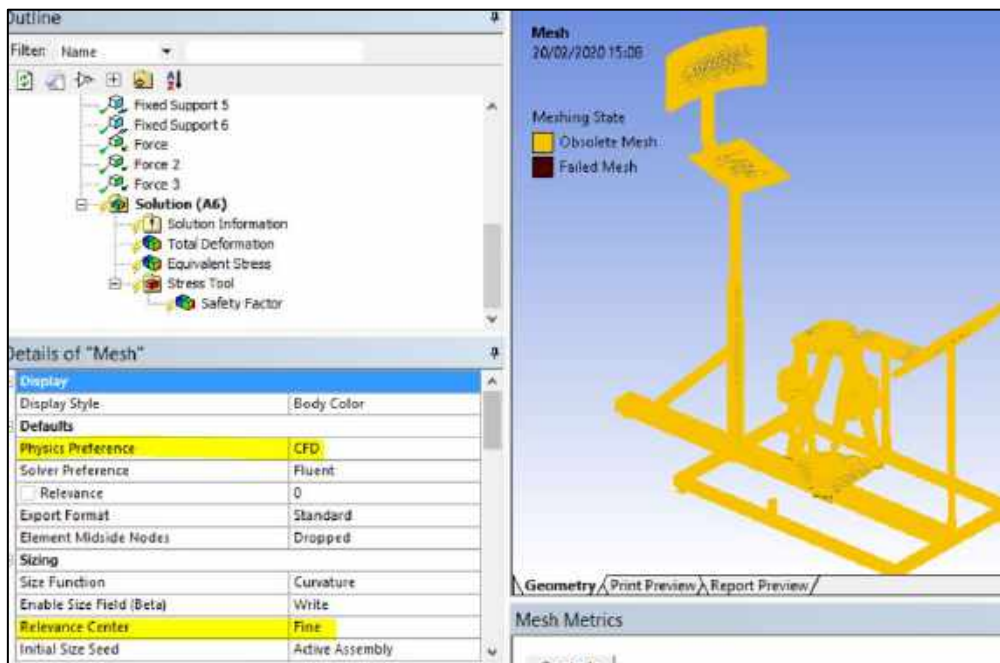 Outline
Filter: Name
Fixed Support 5
Fixed Support 6
Force
Force 2
Force 3
Solution (A6)
Solution Information
Total Deformation
Equivalent Stress
Stress Tool
Safety Factor
Details of "Mesh"
Display
Display Style Body Color
Defaults
Physics Preference CFD
Solver Preference Fluent
Relevance 0
Export Format Standard
Element Midside Nodes Dropped
Sizing
Size Function Curvature
Enable Size Field (Beta) Write
Relevance Center Fine
Initial Size Seed Active Assembly
Mesh
20/02/2020 15:08
Meshing State
Obsolete Mesh
Failed Mesh
Geometry Print Preview Report Preview
Mesh Metrics